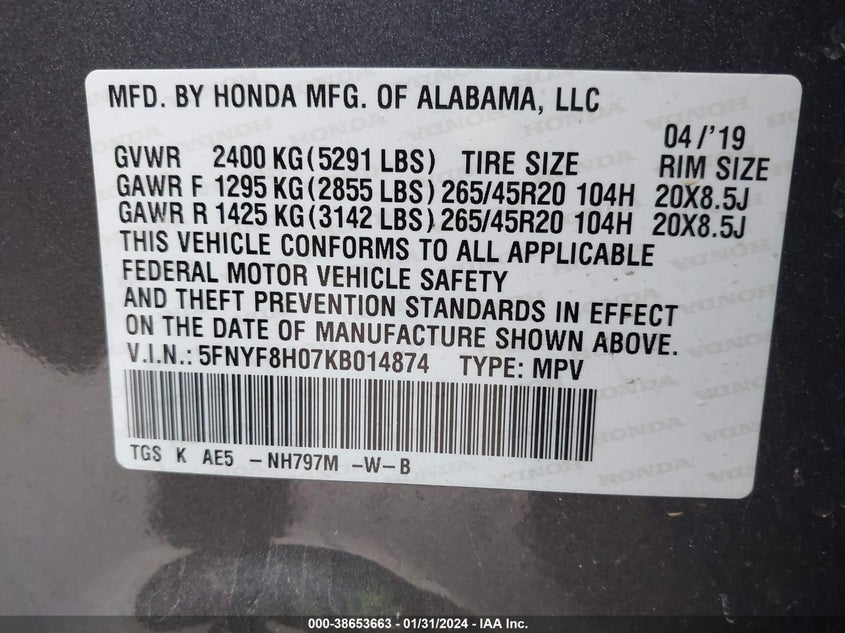 MFD. BY HONDA MFG. OF ALABAMA, LLC
04/'19
GVWR 2400 KG(5291 LBS) TIRE SIZE RIM SIZE
GAWR F 1295 KG(2855 LBS) 265/45R20 104H 20X8.5J
GAWR R 1425 KG(3142 LBS) 265/45R20 104H 20X8.5J
THIS VEHICLE CONFORMS TO ALL APPLICABLE
FEDERAL MOTOR VEHICLE SAFETY
AND THEFT PREVENTION STANDARDS IN EFFECT
ON THE DATE OF MANUFACTURE SHOWN ABOVE.
V.I.N.: 5FNYF8H07KB014874 TYPE: MPV
TGS K AE5 -NH797M -W-B
000-38653663 - 01/31/2024 - IAA Inc.